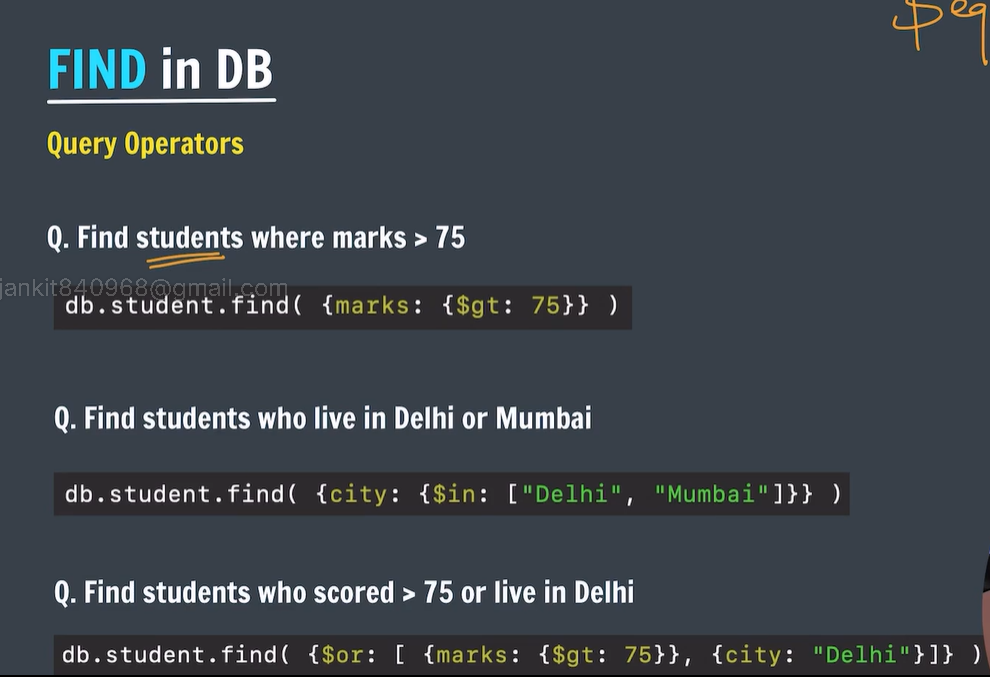 $eq
FIND in DB
Query Operators
Q. Find students where marks > 75
jankit840968@gmail.com
db.student.find( {marks: {$gt: 75}} )
Q. Find students who live in Delhi or Mumbai
db.student.find( {city: {$in: ["Delhi", "Mumbai"]}} )
Q. Find students who scored > 75 or live in Delhi
db.student.find( {$or: [ {marks: {$gt: 75}}, {city: "Delhi"}]} )